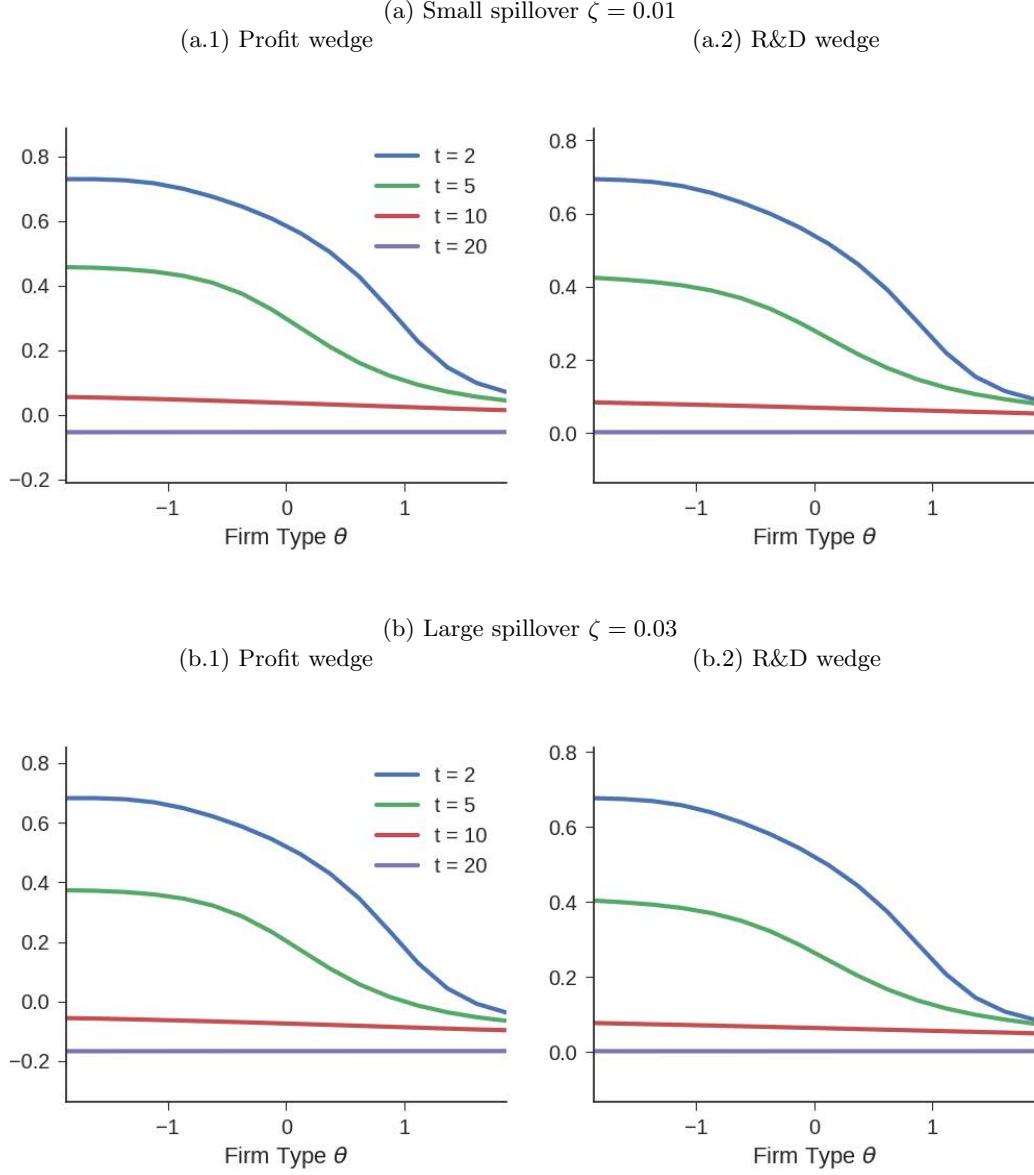 (a) Small spillover ζ = 0.01
(a.1) Profit wedge
(a.2) R&D wedge
0.8
0.6
0.4
0.2
0.0
−0.2
t = 2
t = 5
t = 10
t = 20
−1
0
1
Firm Type θ
0.8
0.6
0.4
0.2
0.0
−1
0
1
Firm Type θ
(b) Large spillover ζ = 0.03
(b.1) Profit wedge
(b.2) R&D wedge
0.8
0.6
0.4
0.2
0.0
−0.2
t = 2
t = 5
t = 10
t = 20
−1
0
1
Firm Type θ
0.8
0.6
0.4
0.2
0.0
−1
0
1
Firm Type θ